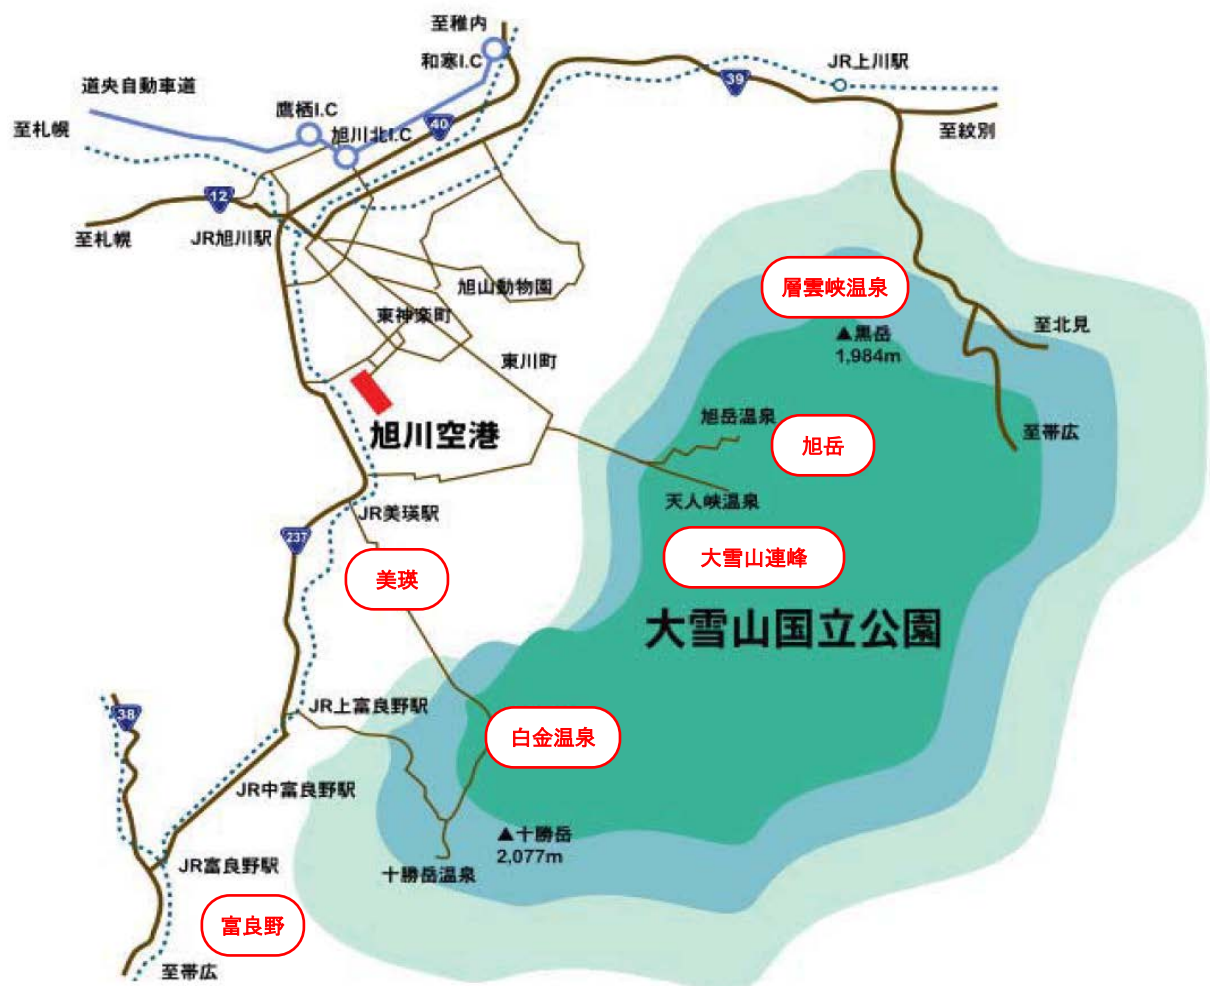 至稚内
和寒I.C
JR上川駅
39
道央自動車道
鷹栖I.C
至札幌
旭川北I.C
40
至紋別
12
至札幌
JR旭川駅
旭山動物園
層雲峡温泉
東神楽町
至北見
▲黒岳
1,984m
東川町
旭岳温泉
旭川空港
旭岳
至帯広
天人峡温泉
JR美瑛駅
237
大雪山連峰
美瑛
大雪山国立公園
JR上富良野駅
38
白金温泉
JR中富良野駅
▲十勝岳
2,077m
JR富良野駅
十勝岳温泉
富良野
至帯広